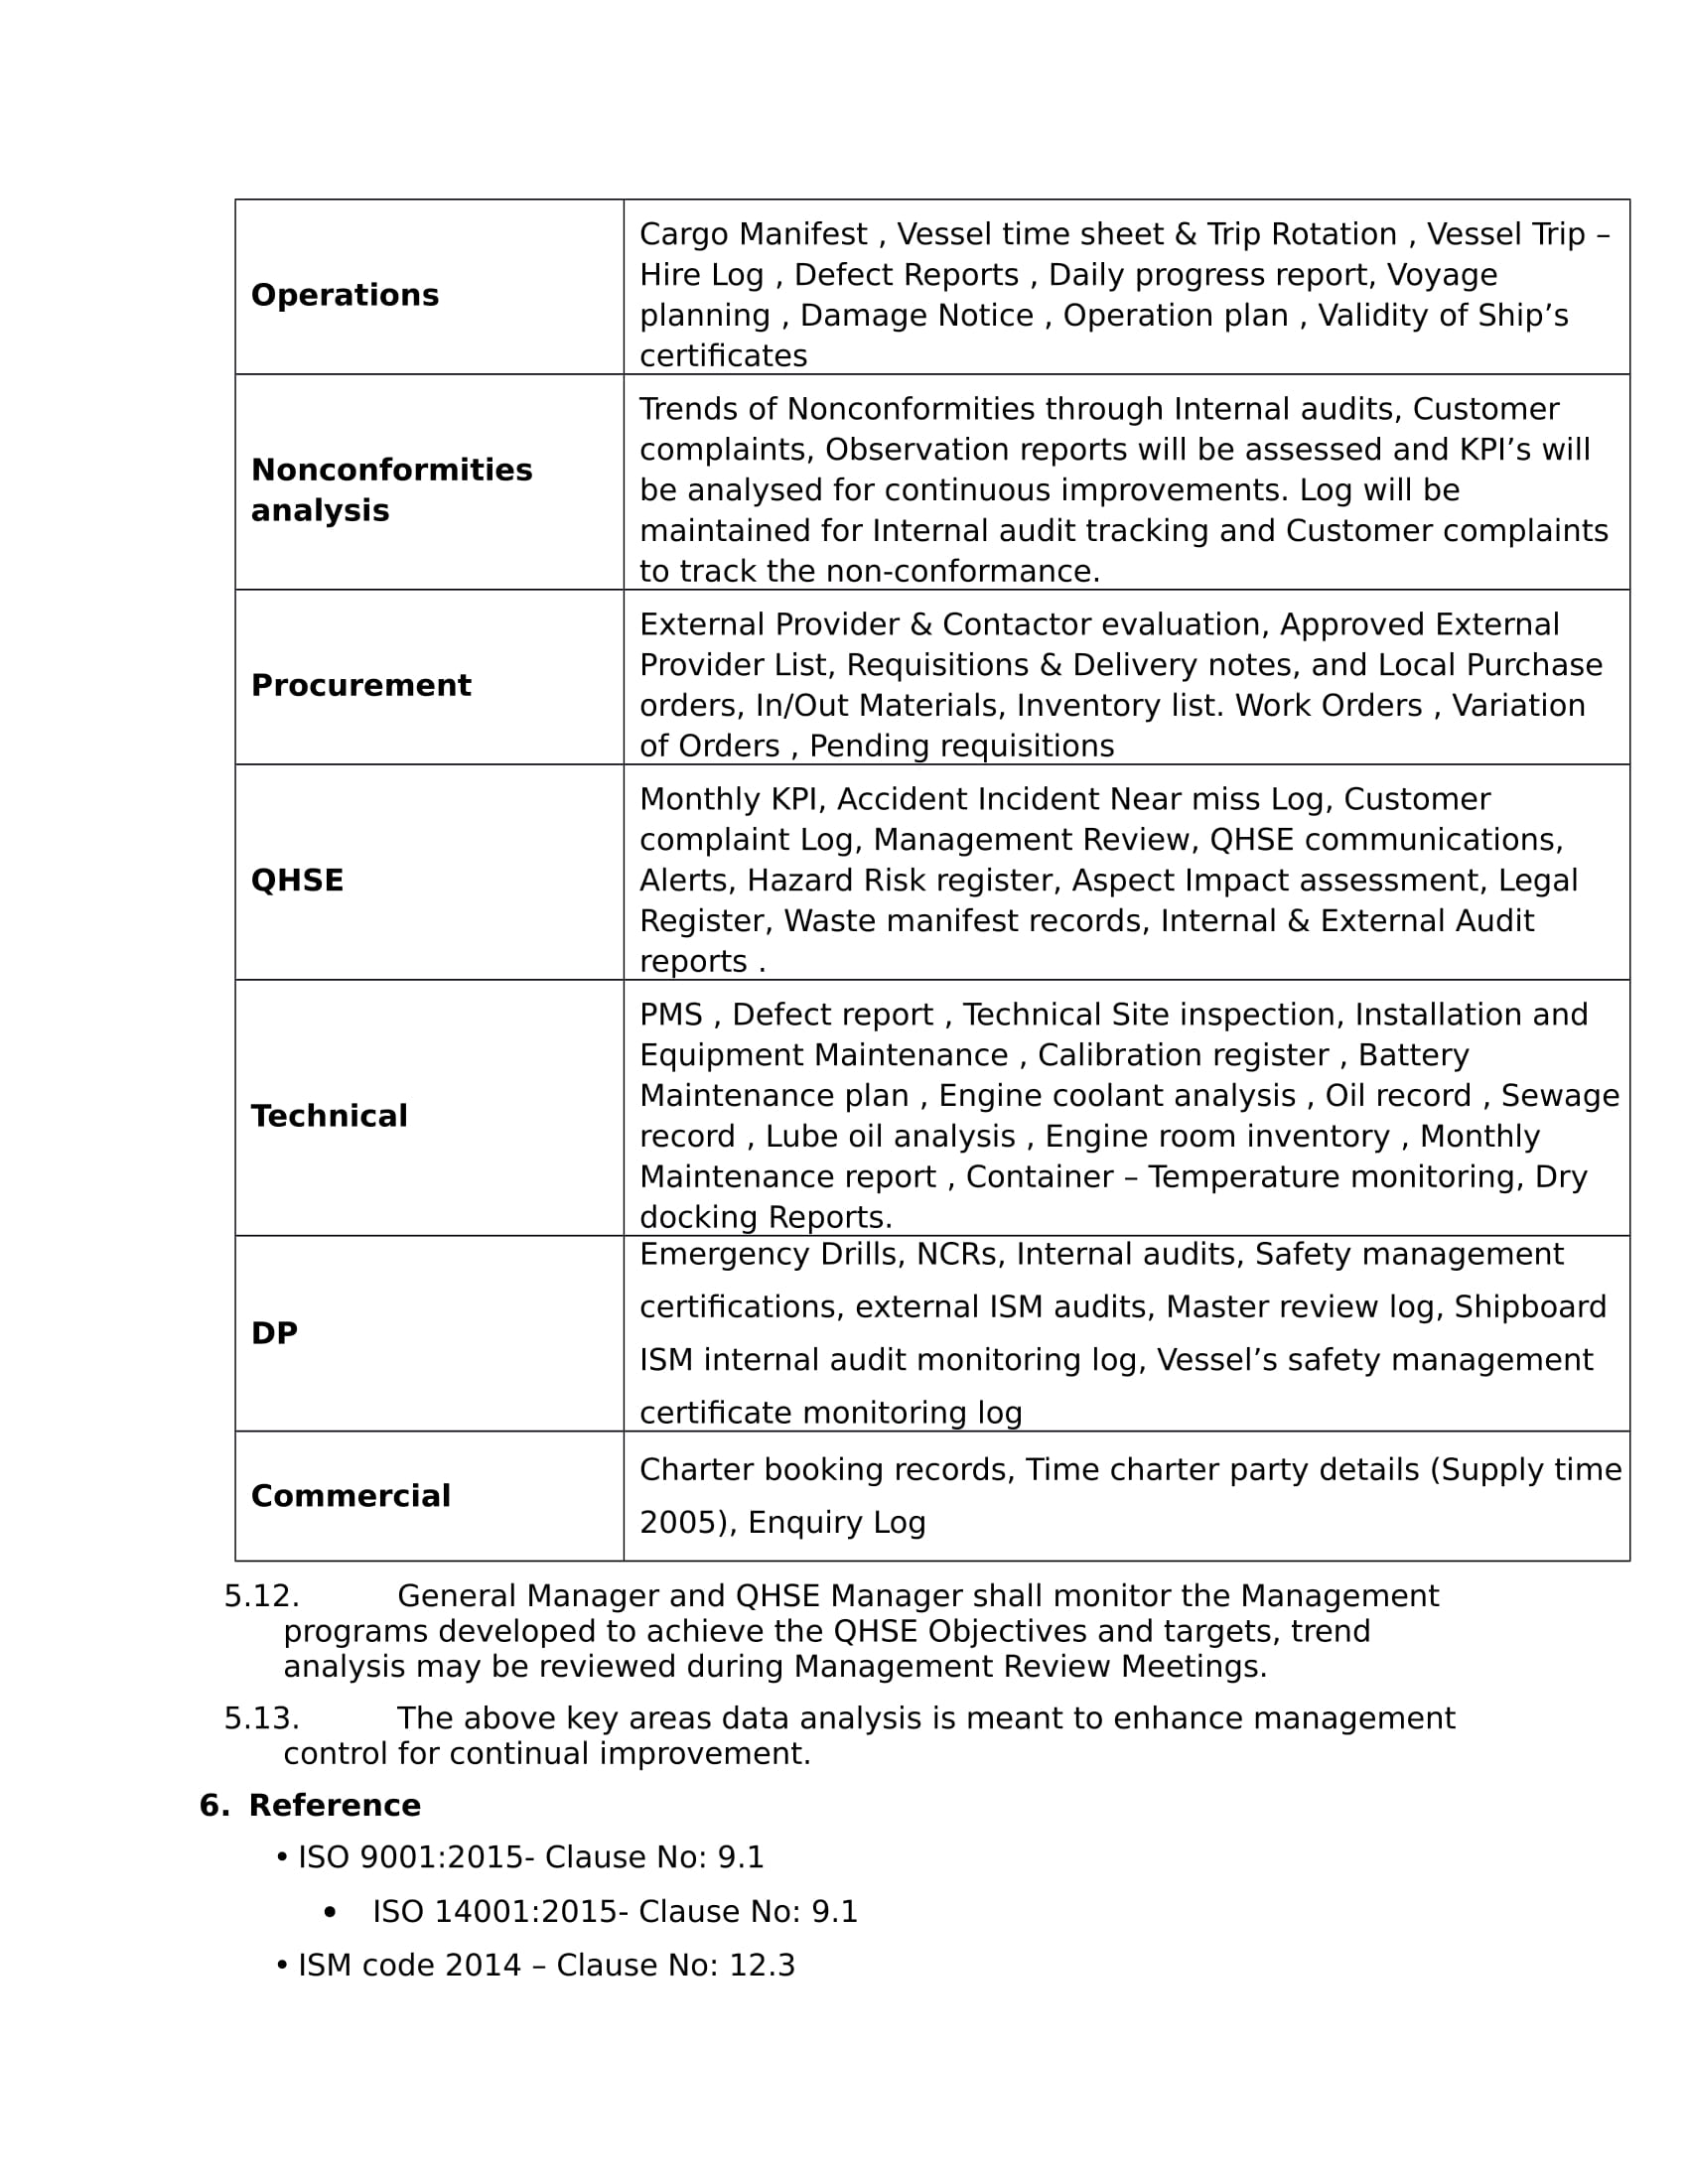 Operations
Cargo Manifest , Vessel time sheet & Trip Rotation , Vessel Trip –
Hire Log , Defect Reports , Daily progress report, Voyage
planning , Damage Notice , Operation plan , Validity of Ship’s
certificates
Nonconformities
analysis
Trends of Nonconformities through Internal audits, Customer
complaints, Observation reports will be assessed and KPI’s will
be analysed for continuous improvements. Log will be
maintained for Internal audit tracking and Customer complaints
to track the non-conformance.
Procurement
External Provider & Contactor evaluation, Approved External
Provider List, Requisitions & Delivery notes, and Local Purchase
orders, In/Out Materials, Inventory list. Work Orders , Variation
of Orders , Pending requisitions
QHSE
Monthly KPI, Accident Incident Near miss Log, Customer
complaint Log, Management Review, QHSE communications,
Alerts, Hazard Risk register, Aspect Impact assessment, Legal
Register, Waste manifest records, Internal & External Audit
reports .
Technical
PMS , Defect report , Technical Site inspection, Installation and
Equipment Maintenance , Calibration register , Battery
Maintenance plan , Engine coolant analysis , Oil record , Sewage
record , Lube oil analysis , Engine room inventory , Monthly
Maintenance report , Container – Temperature monitoring, Dry
docking Reports.
DP
Emergency Drills, NCRs, Internal audits, Safety management
certifications, external ISM audits, Master review log, Shipboard
ISM internal audit monitoring log, Vessel’s safety management
certificate monitoring log
Commercial
Charter booking records, Time charter party details (Supply time
2005), Enquiry Log
5.12. General Manager and QHSE Manager shall monitor the Management
programs developed to achieve the QHSE Objectives and targets, trend
analysis may be reviewed during Management Review Meetings.
5.13. The above key areas data analysis is meant to enhance management
control for continual improvement.
6. Reference
• ISO 9001:2015- Clause No: 9.1
• ISO 14001:2015- Clause No: 9.1
• ISM code 2014 – Clause No: 12.3